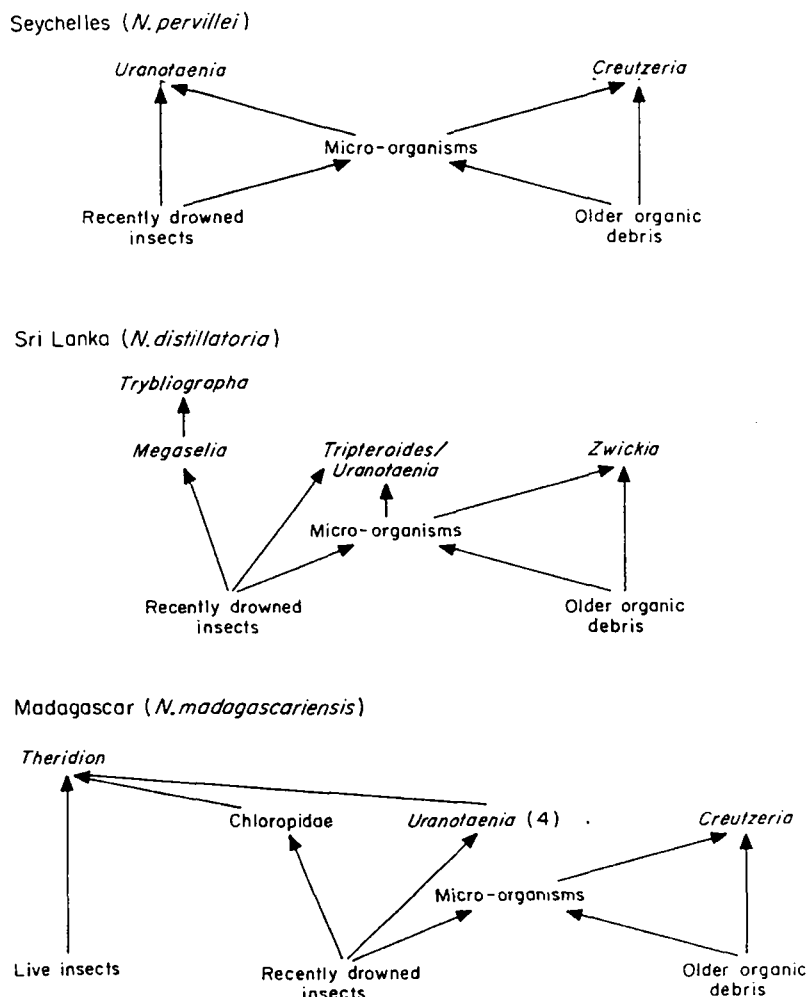 Seychelles (N. pervillei)
Uranotaenia
Creutzeria
Micro-organisms
Recently drowned
insects
Older organic
debris
Sri Lanka (N. distillatoria)
Trybliographa
Megaselia
Tripteroides/
Uranotaenia
Zwickia
Micro-organisms
Recently drowned
insects
Older organic
debris
Madagascar (N. madagascariensis)
Theridion
Chloropidae
Uranotaenia (4)
Creutzeria
Micro-organisms
Live insects
Recently drowned
insects
Older organic
debris